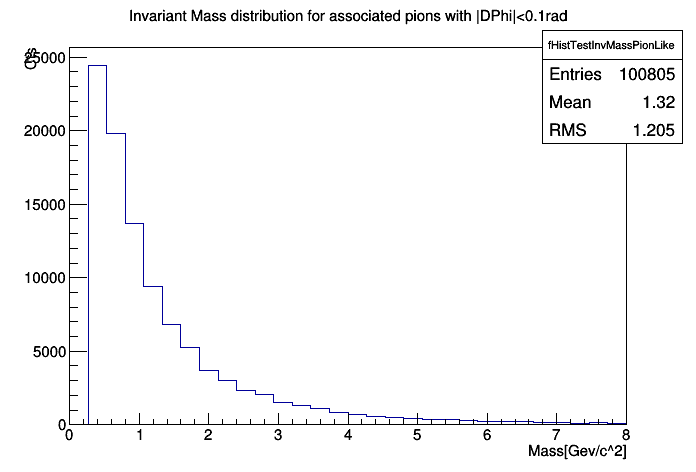 Invariant Mass distribution for associated pions with |DPhi|<0.1rad
fHistTestInvMassPionLike
Entries 100805
Mean 1.32
RMS 1.205
25000
20000
15000
10000
5000
0
0 1 2 3 4 5 6 7 8
Mass[Gev/c^2]